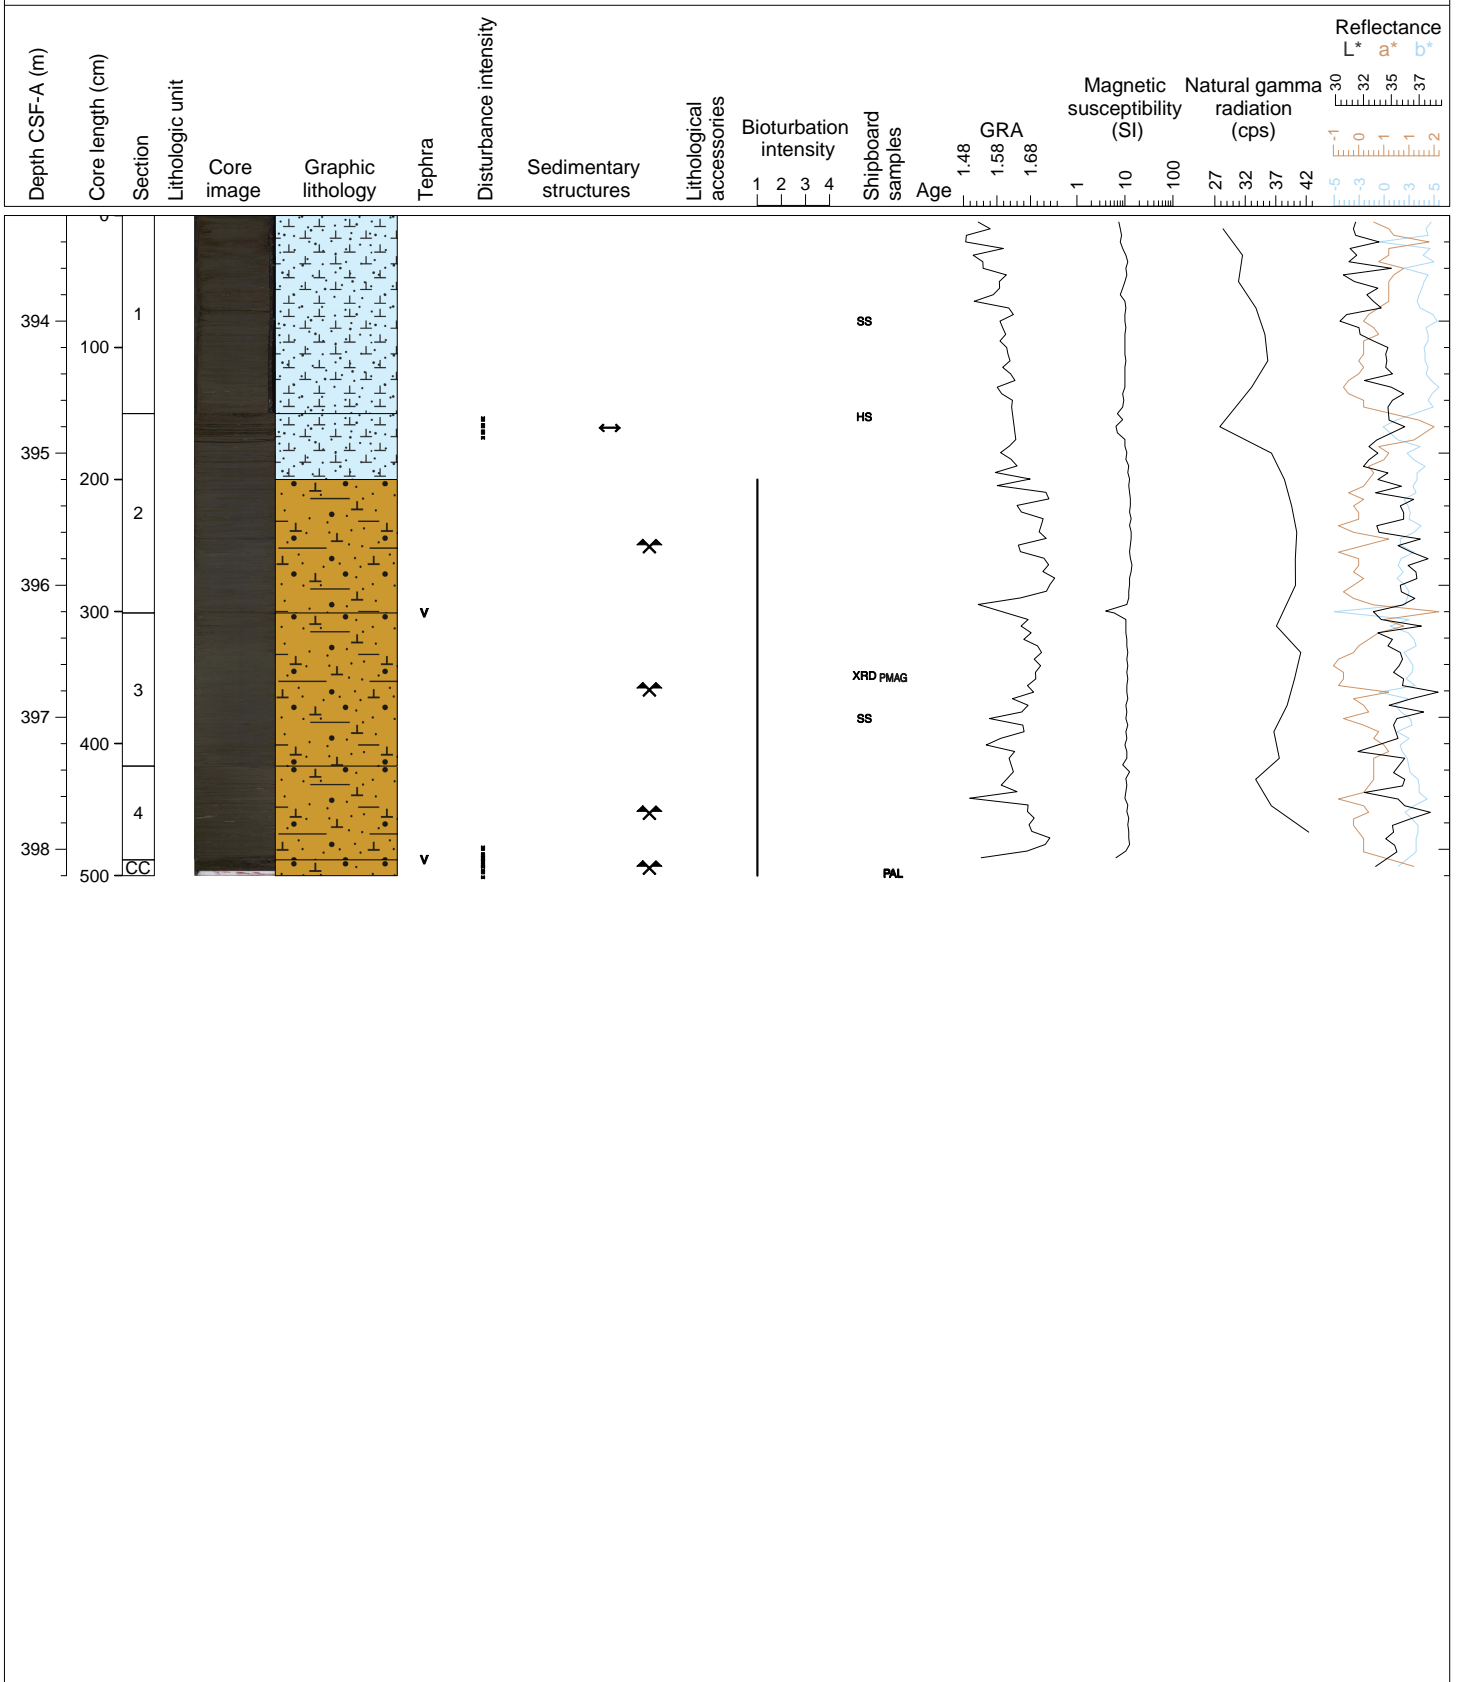 Depth CSF-A (m)
Core length (cm)
Section
Lithologic unit
Core
image
Graphic
lithology
Tephra
Disturbance intensity
Sedimentary
structures
Lithological
accessories
Bioturbation
intensity
1 2 3 4
Shipboard
samples
Age
GRA
1.48 1.58 1.68
Magnetic
susceptibility
(SI)
1 10 100
Natural gamma
radiation
(cps)
27 32 37 42
Reflectance
L* a* b*
30 32 35 37
-1 0 1 1 2
-5 -3 0 3 5
0
1
394
SS
100
HS
395
200
2
396
300
V
3
XRD PMAG
397
SS
400
4
398
V
CC
500
PAL